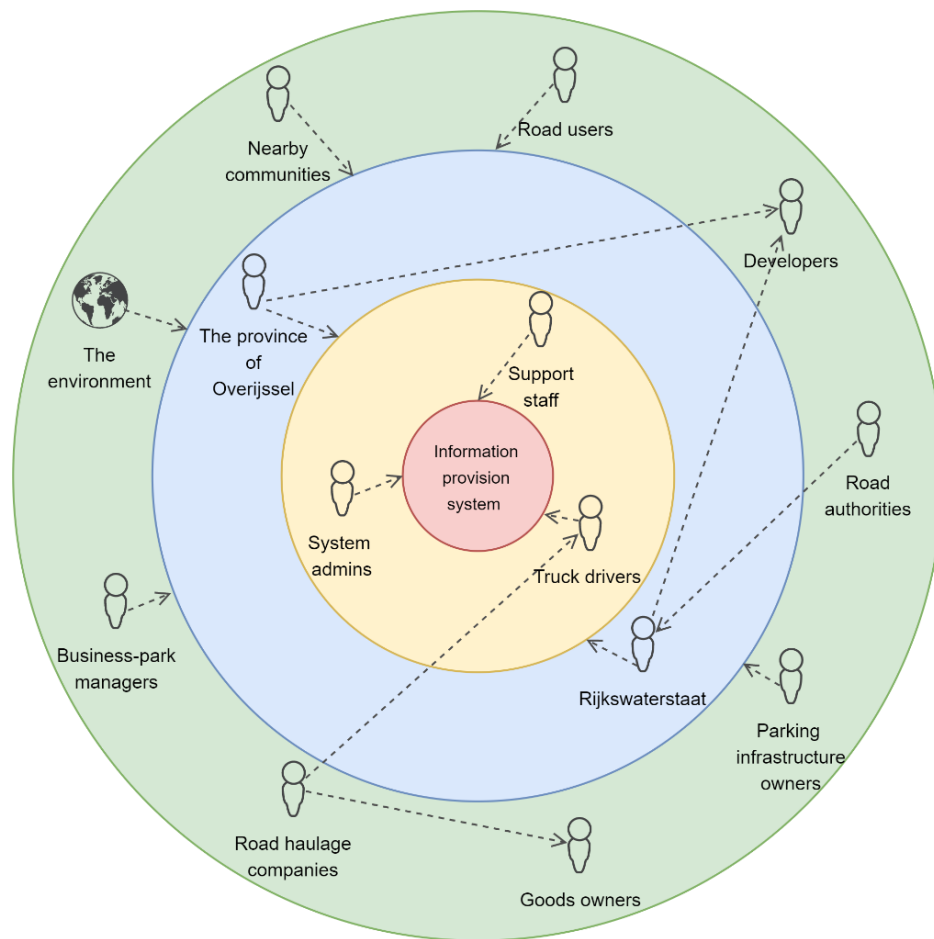 Road users
Nearby
communities
Developers
The province
of
Overijssel
The
environment
Support
staff
Information
provision
system
Road
authorities
System
admins
Truck drivers
Business-park
managers
Rijkswaterstaat
Parking
infrastructure
owners
Road haulage
companies
Goods owners